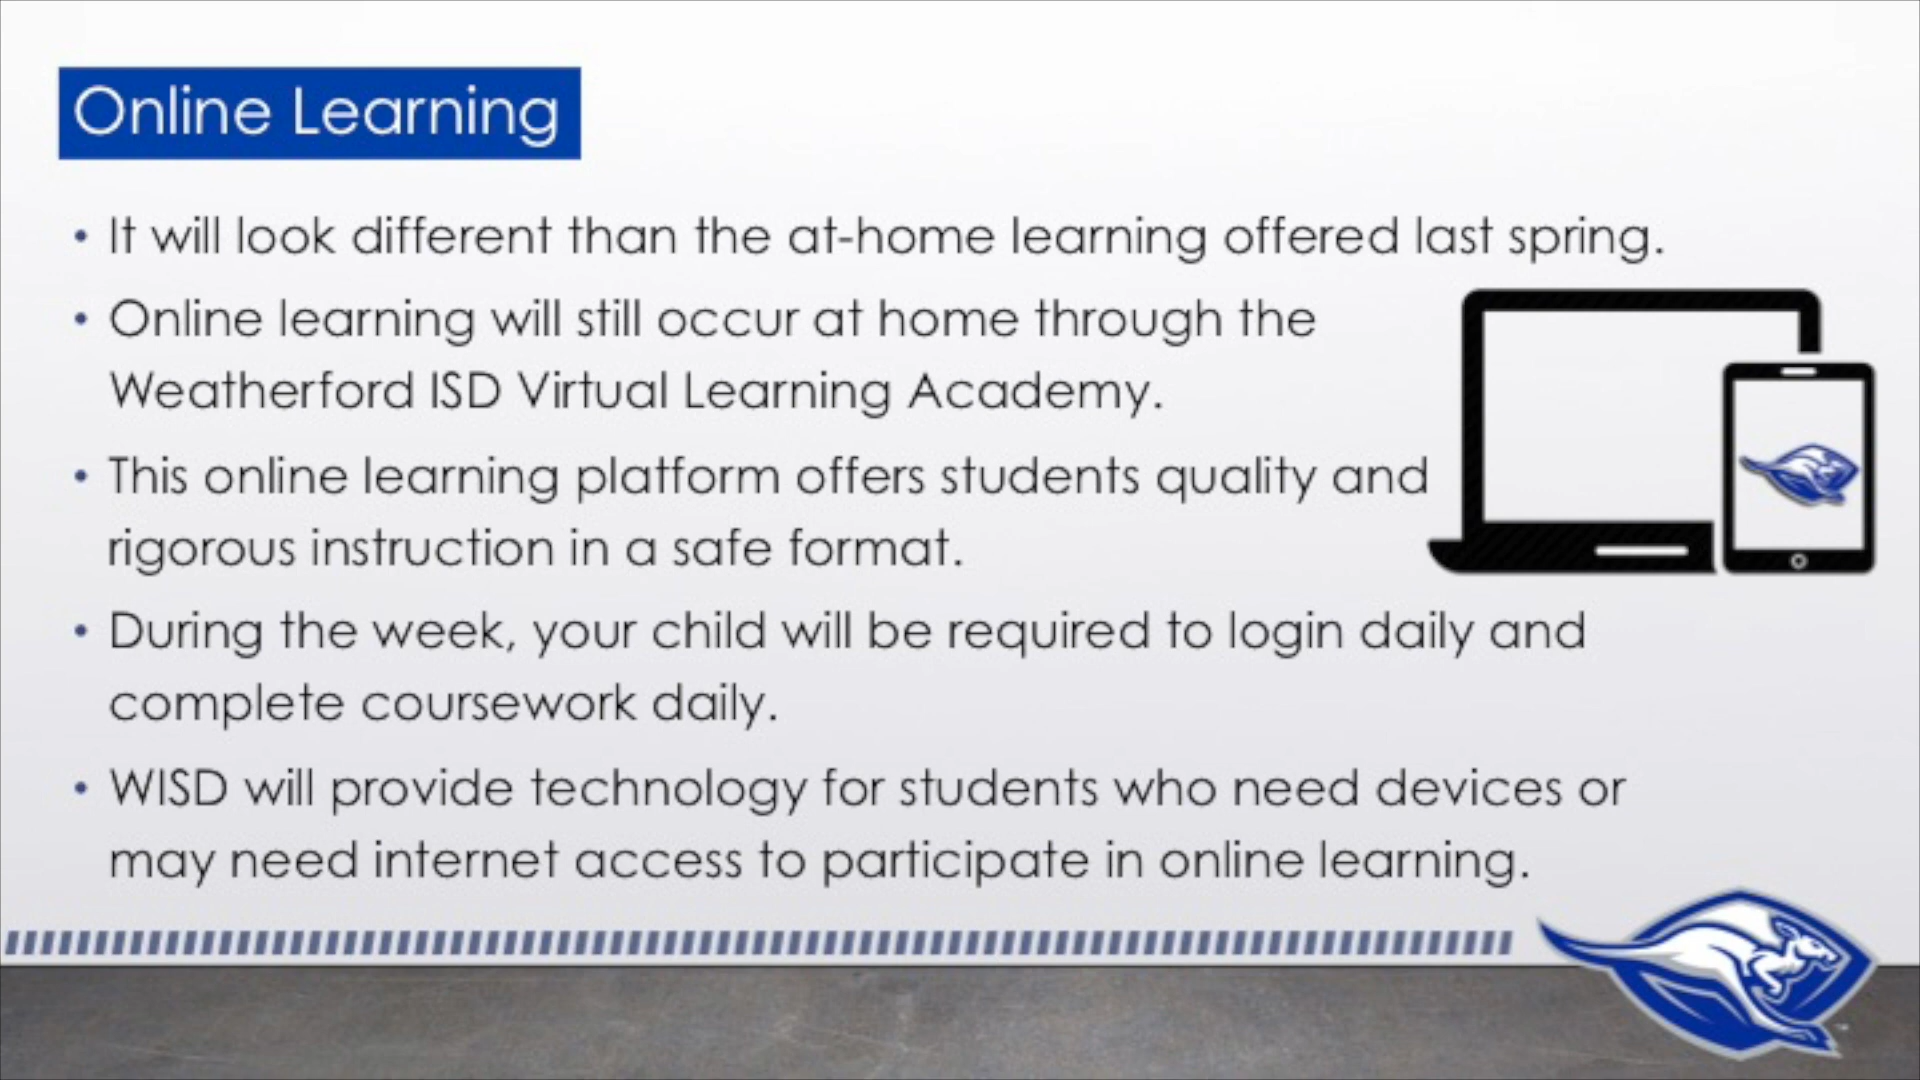 Online Learning
• It will look different than the at-home learning offered last spring.
• Online learning will still occur at home through the
Weatherford ISD Virtual Learning Academy.
• This online learning platform offers students quality and
rigorous instruction in a safe format.
• During the week, your child will be required to login daily and
complete coursework daily.
• WISD will provide technology for students who need devices or
may need internet access to participate in online learning.